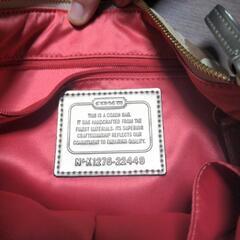 COACH
THIS IS A COACH BAG.
IT WAS HANDCRAFTED FROM THE
FINEST MATERIALS. ITS SUPERIOR
CRAFTSMANSHIP REFLECTS OUR
COMMITMENT TO ENDURING QUALITY.
Nº K1276-22449